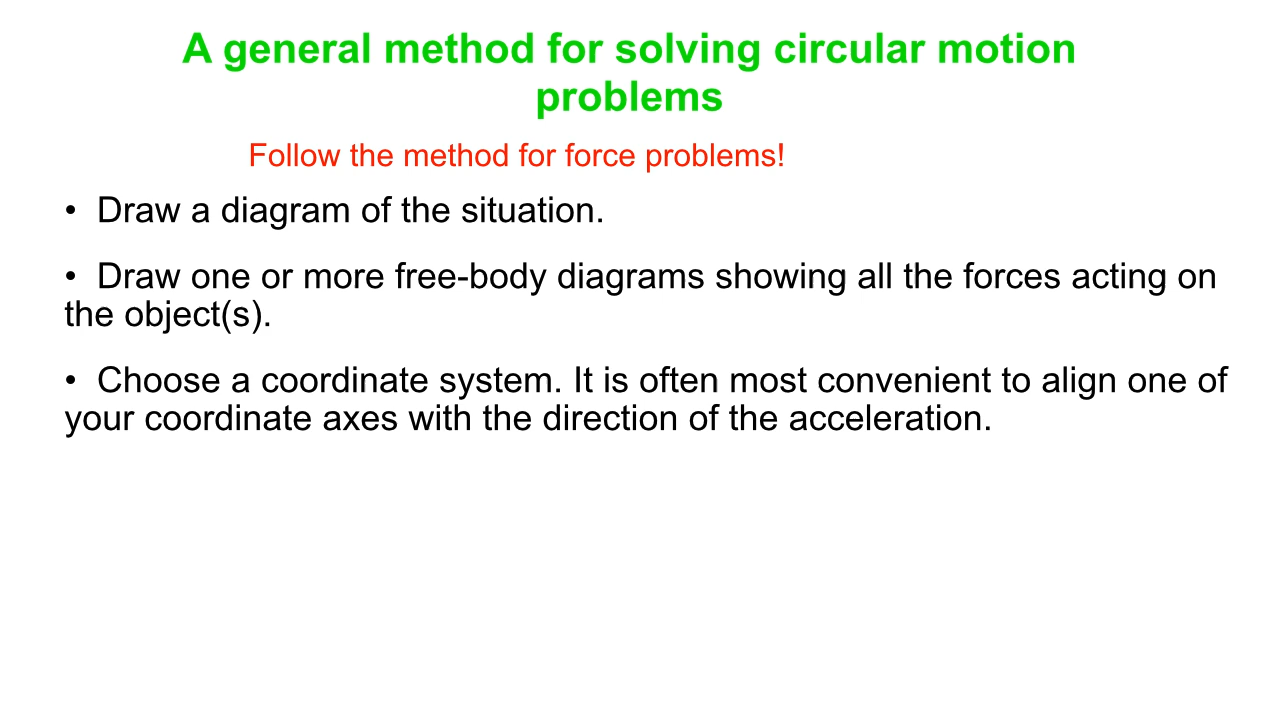 A general method for solving circular motion
problems
Follow the method for force problems!
• Draw a diagram of the situation.
• Draw one or more free-body diagrams showing all the forces acting on
the object(s).
• Choose a coordinate system. It is often most convenient to align one of
your coordinate axes with the direction of the acceleration.